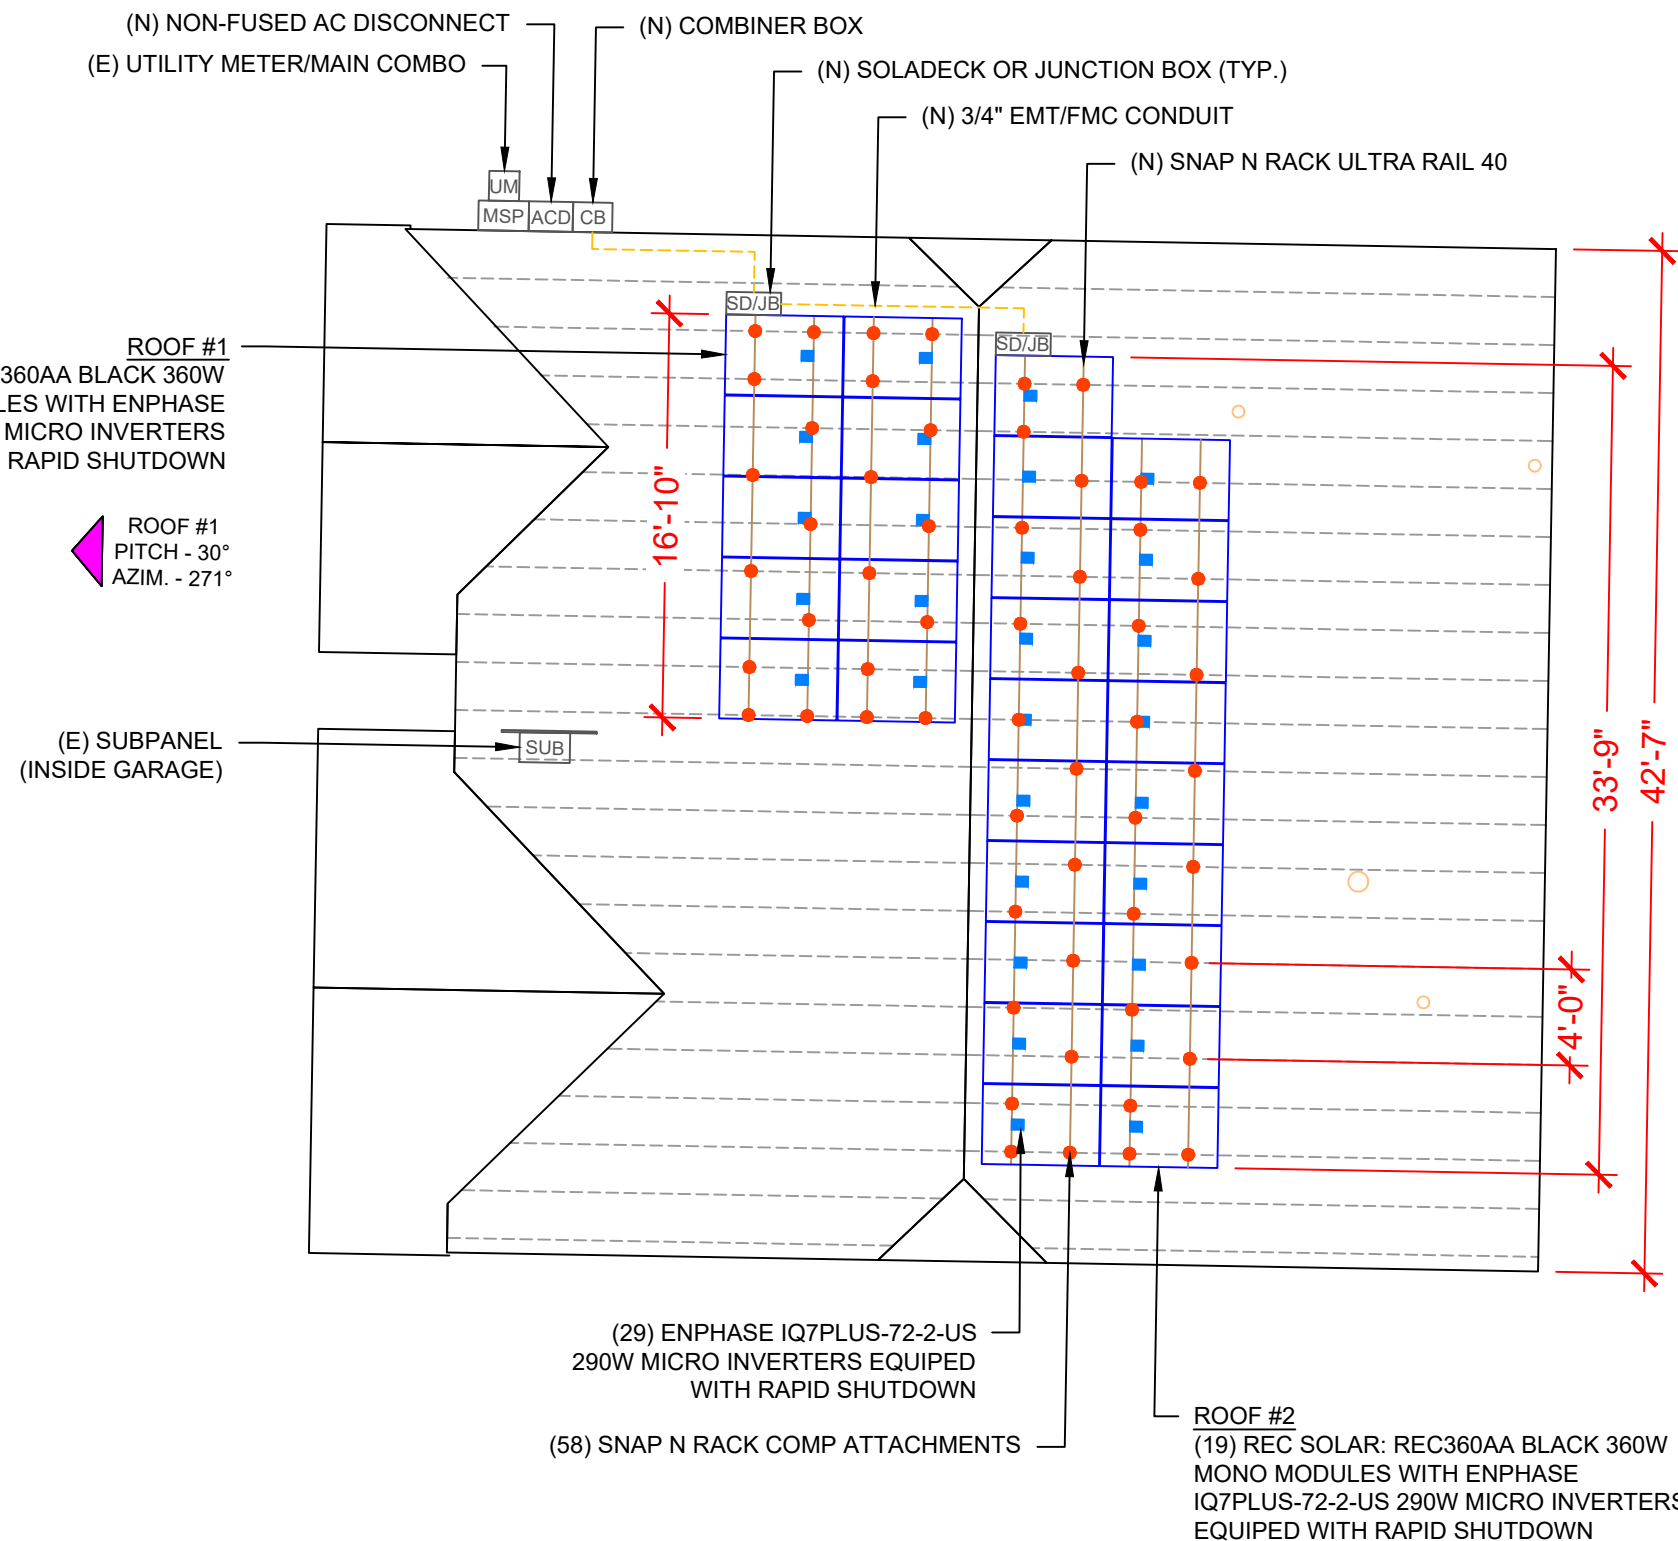 (N) NON-FUSED AC DISCONNECT
(N) COMBINER BOX
(E) UTILITY METER/MAIN COMBO
(N) SOLADECK OR JUNCTION BOX (TYP.)
(N) 3/4" EMT/FMC CONDUIT
(N) SNAP N RACK ULTRA RAIL 40
UM
MSP
ACD
CB
SD/JB
SD/JB
ROOF #1
360AA BLACK 360W
LES WITH ENPHASE
MICRO INVERTERS
RAPID SHUTDOWN
16'-10"
ROOF #1
PITCH - 30°
AZIM. - 271°
(E) SUBPANEL
(INSIDE GARAGE)
SUB
33'-9"
42'-7"
4'-0"
(29) ENPHASE IQ7PLUS-72-2-US
290W MICRO INVERTERS EQUIPED
WITH RAPID SHUTDOWN
(58) SNAP N RACK COMP ATTACHMENTS
ROOF #2
(19) REC SOLAR: REC360AA BLACK 360W
MONO MODULES WITH ENPHASE
IQ7PLUS-72-2-US 290W MICRO INVERTERS
EQUIPED WITH RAPID SHUTDOWN